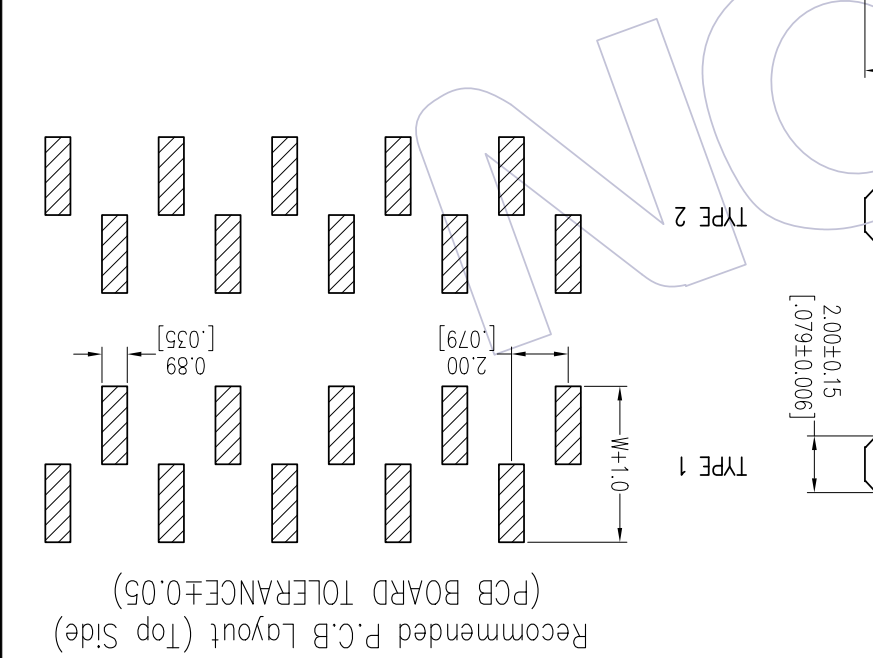 Recommended P.C.B Layout (Top Side)
(PCB BOARD TOLERANCE±0.05)
TYPE 1
W+1.0
2.00
[.079]
0.89
[.035]
TYPE 2
2.00±0.15
[.079±0.006]
NO